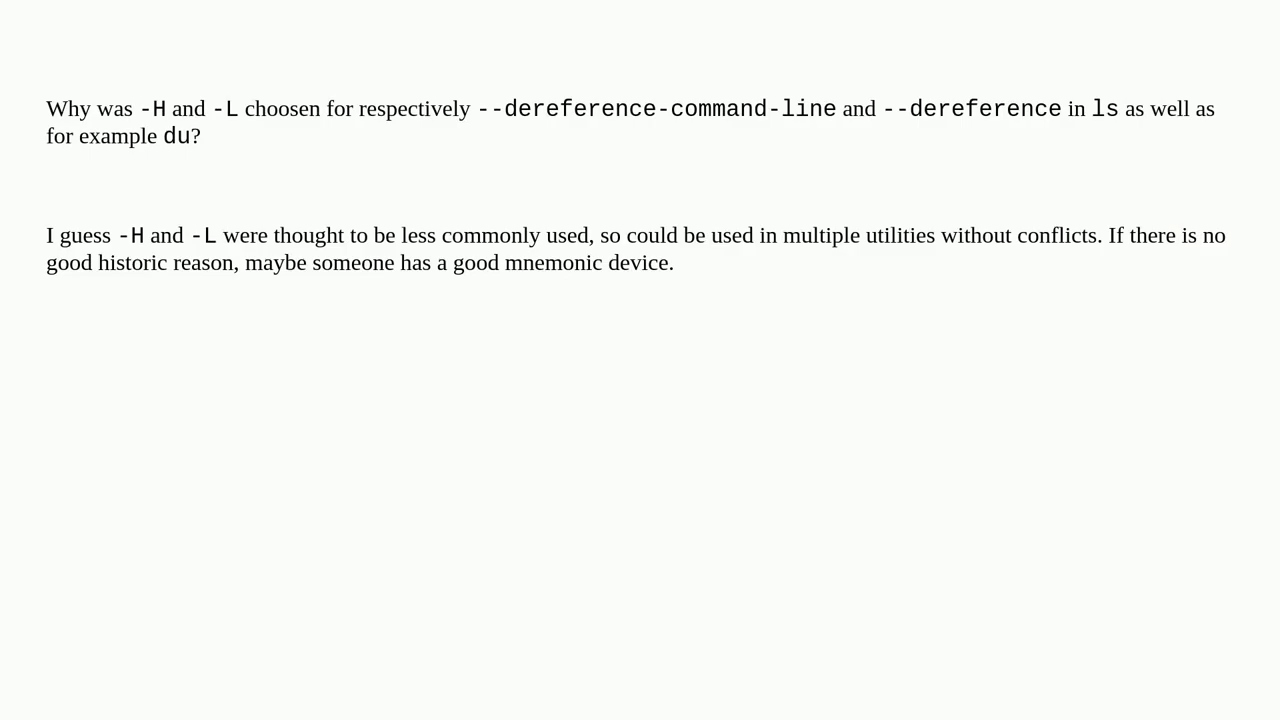 Why was -H and -L choosen for respectively --dereference-command-line and --dereference in ls as well as
for example du?
I guess -H and -L were thought to be less commonly used, so could be used in multiple utilities without conflicts. If there is no
good historic reason, maybe someone has a good mnemonic device.